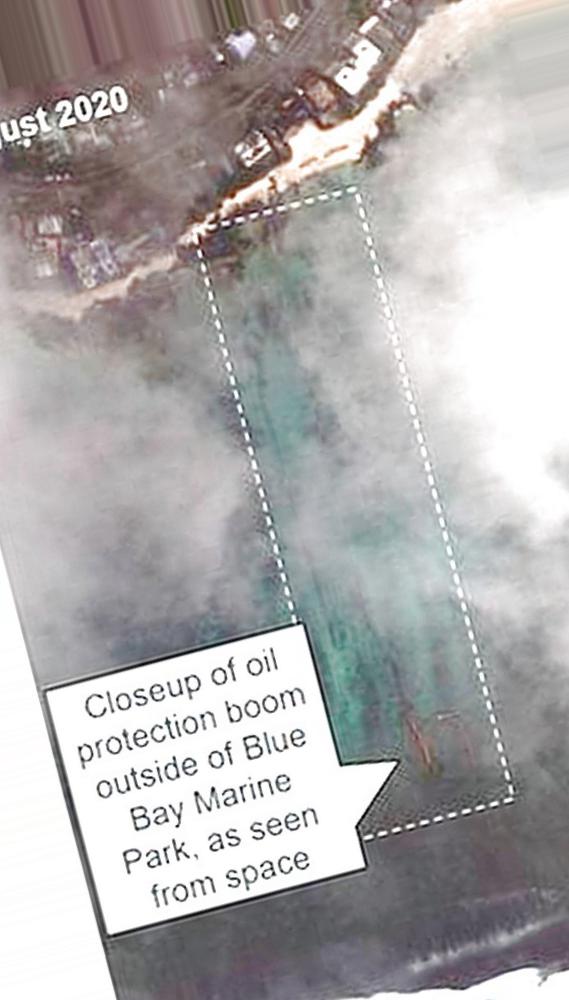 ust 2020
Closeup of oil
protection boom
outside of Blue
Bay Marine
Park, as seen
from space